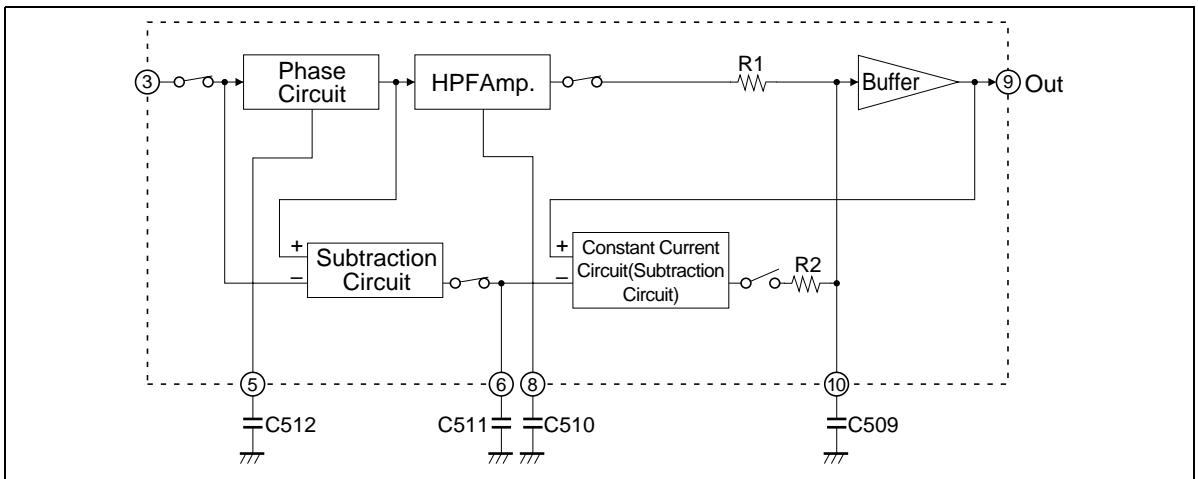 3
Phase
Circuit
HPFAmp.
R1
Buffer
9 Out
+
−
Subtraction
Circuit
+
−
Constant Current
Circuit(Subtraction
Circuit)
R2
5
6
8
10
C512
C511
C510
C509